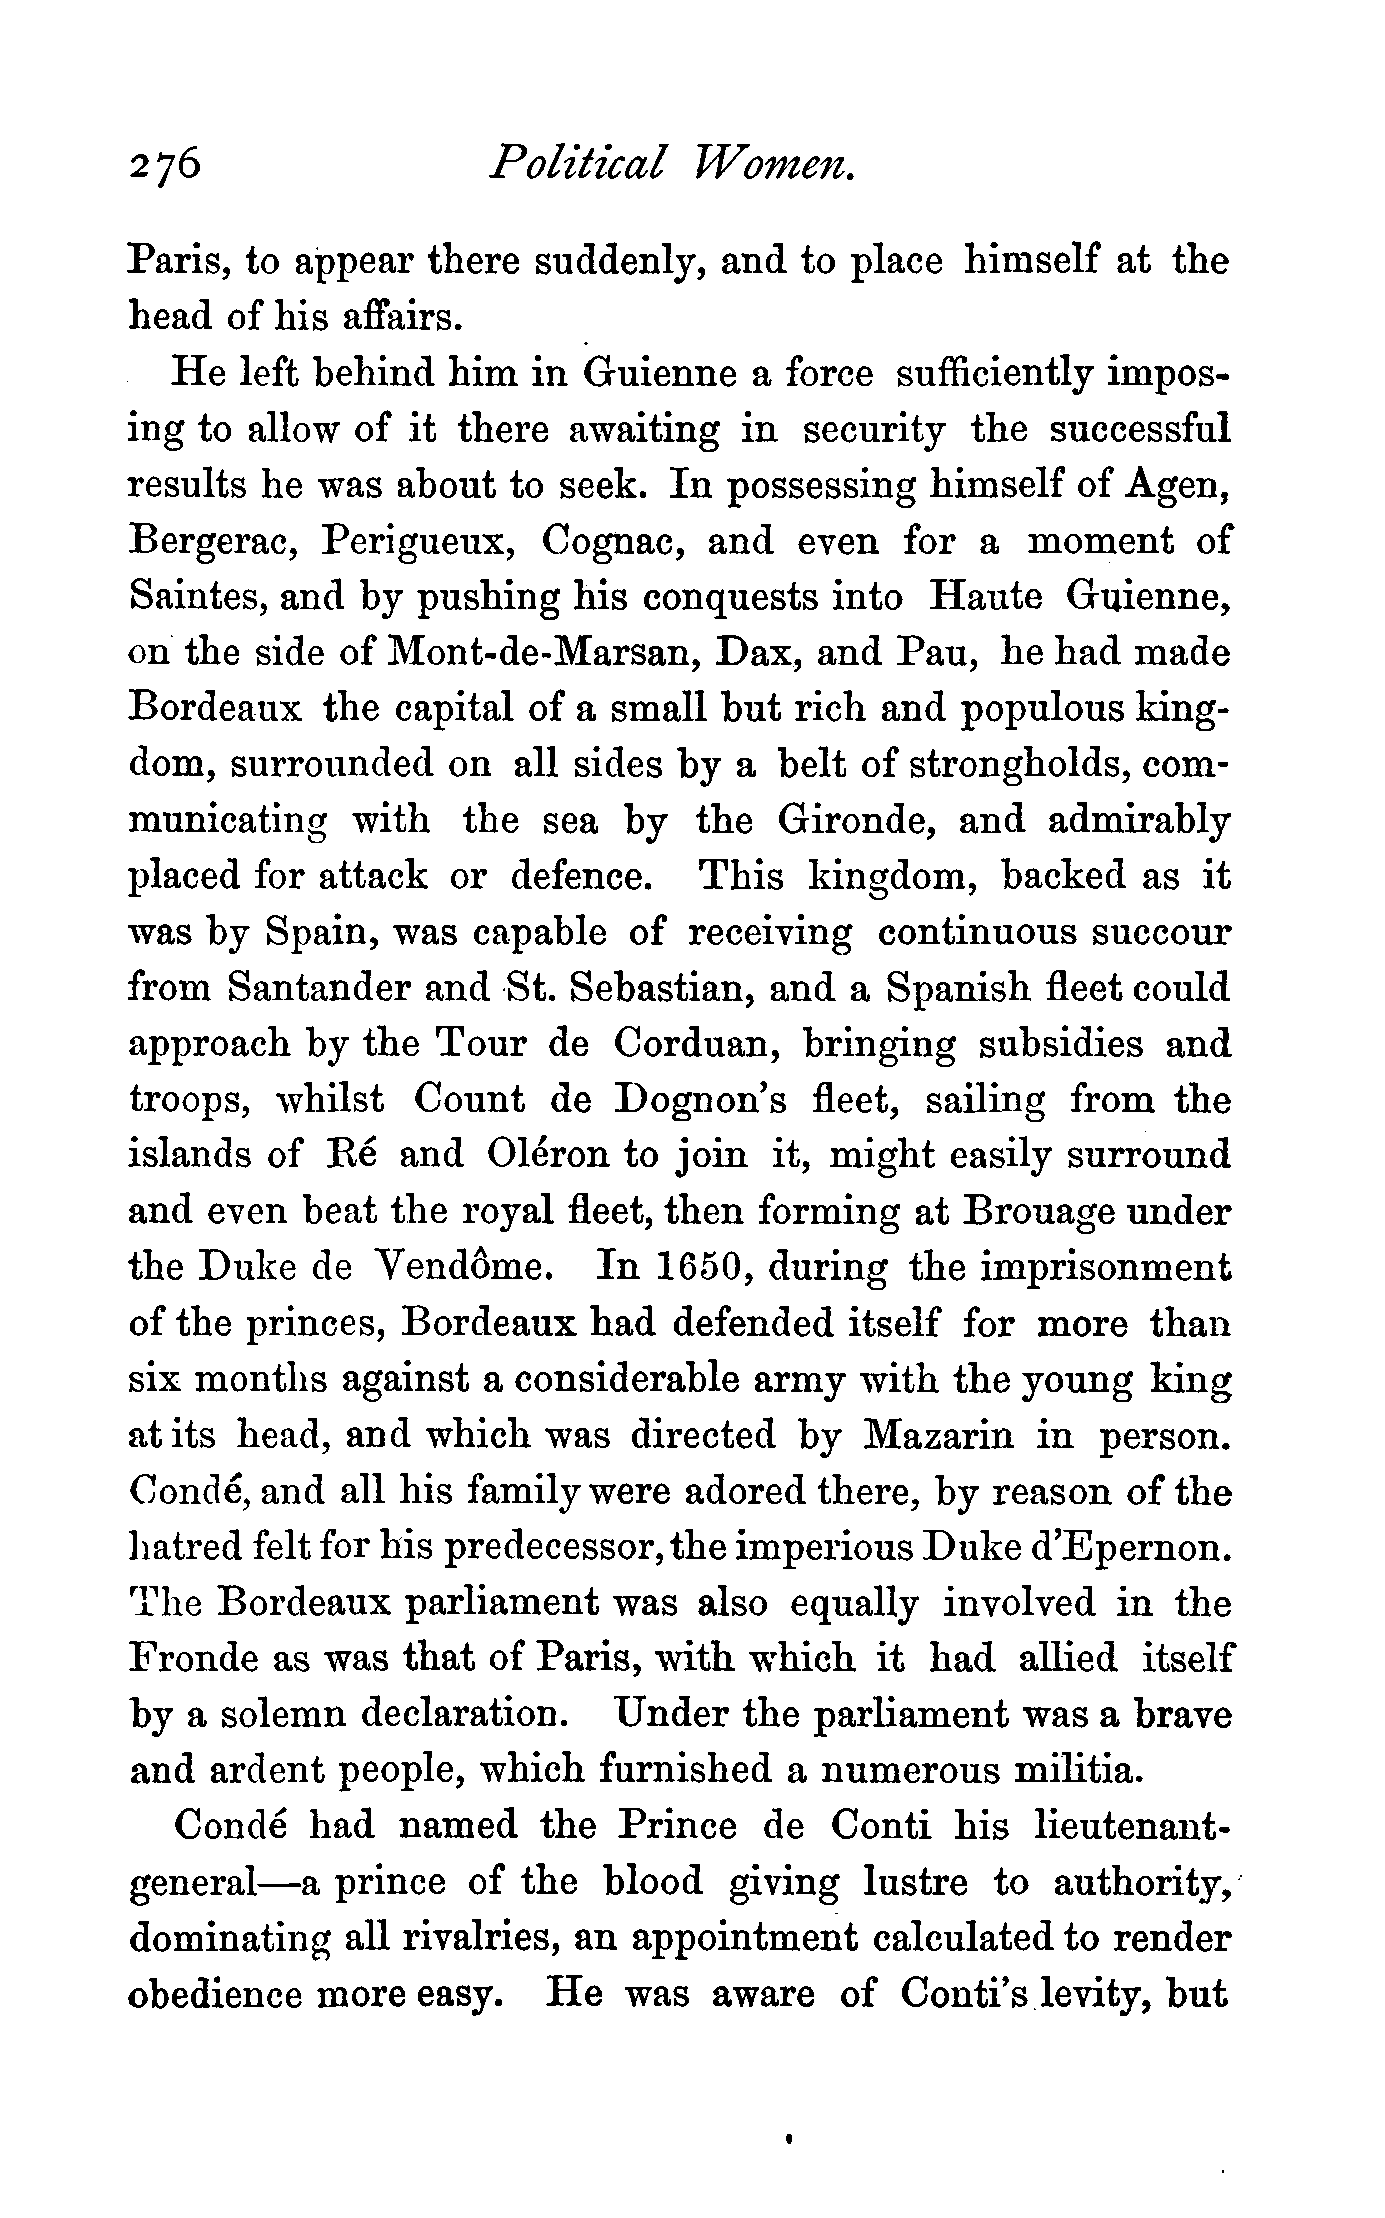 276 Political Women.
Paris, to appear there suddenly, and to place himself at the
head of his affairs.
He left behind him in Guienne a force sufficiently impos-
ing to allow of it there awaiting in security the successful
results he was about to seek. In possessing himself of Agen,
Bergerac, Perigueux, Cognac, and even for a moment of
Saintes, and by pushing his conquests into Haute Guienne,
on the side of Mont-de-Marsan, Dax, and Pau, he had made
Bordeaux the capital of a small but rich and populous king-
dom, surrounded on all sides by a belt of strongholds, com-
municating with the sea by the Gironde, and admirably
placed for attack or defence. This kingdom, backed as it
was by Spain, was capable of receiving continuous succour
from Santander and St. Sebastian, and a Spanish fleet could
approach by the Tour de Corduan, bringing subsidies and
troops, whilst Count de Dognon's fleet, sailing from the
islands of Ré and Oléron to join it, might easily surround
and even beat the royal fleet, then forming at Brouage under
the Duke de Vendôme. In 1650, during the imprisonment
of the princes, Bordeaux had defended itself for more than
six months against a considerable army with the young king
at its head, and which was directed by Mazarin in person.
Condé, and all his family were adored there, by reason of the
hatred felt for his predecessor, the imperious Duke d'Epernon.
The Bordeaux parliament was also equally involved in the
Fronde as was that of Paris, with which it had allied itself
by a solemn declaration. Under the parliament was a brave
and ardent people, which furnished a numerous militia.
Condé had named the Prince de Conti his lieutenant-
general—a prince of the blood giving lustre to authority,
dominating all rivalries, an appointment calculated to render
obedience more easy. He was aware of Conti's levity, but